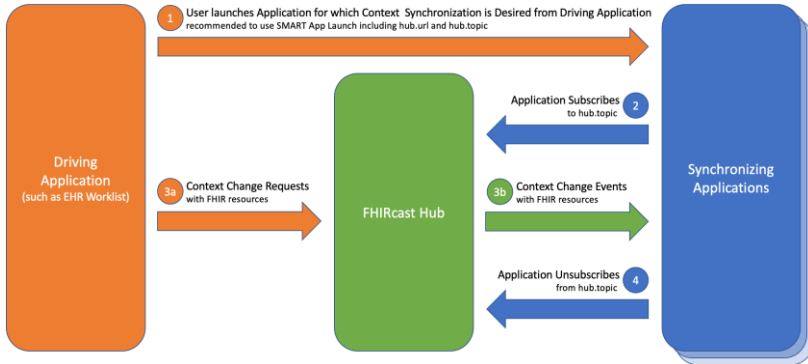 1 User launches Application for which Context Synchronization is Desired from Driving Application
recommended to use SMART App Launch including hub.url and hub.topic
Application Subscribes 2
to hub.topic
Driving
Application
(such as EHR Worklist)
3a Context Change Requests
with FHIR resources
FHIRcast Hub
3b Context Change Events
with FHIR resources
Synchronizing
Applications
Application Unsubscribes 4
from hub.topic